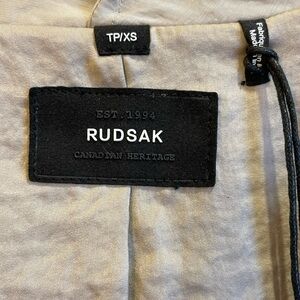 TP/XS
EST. 1994
RUDSAK
CANADIAN HERITAGE